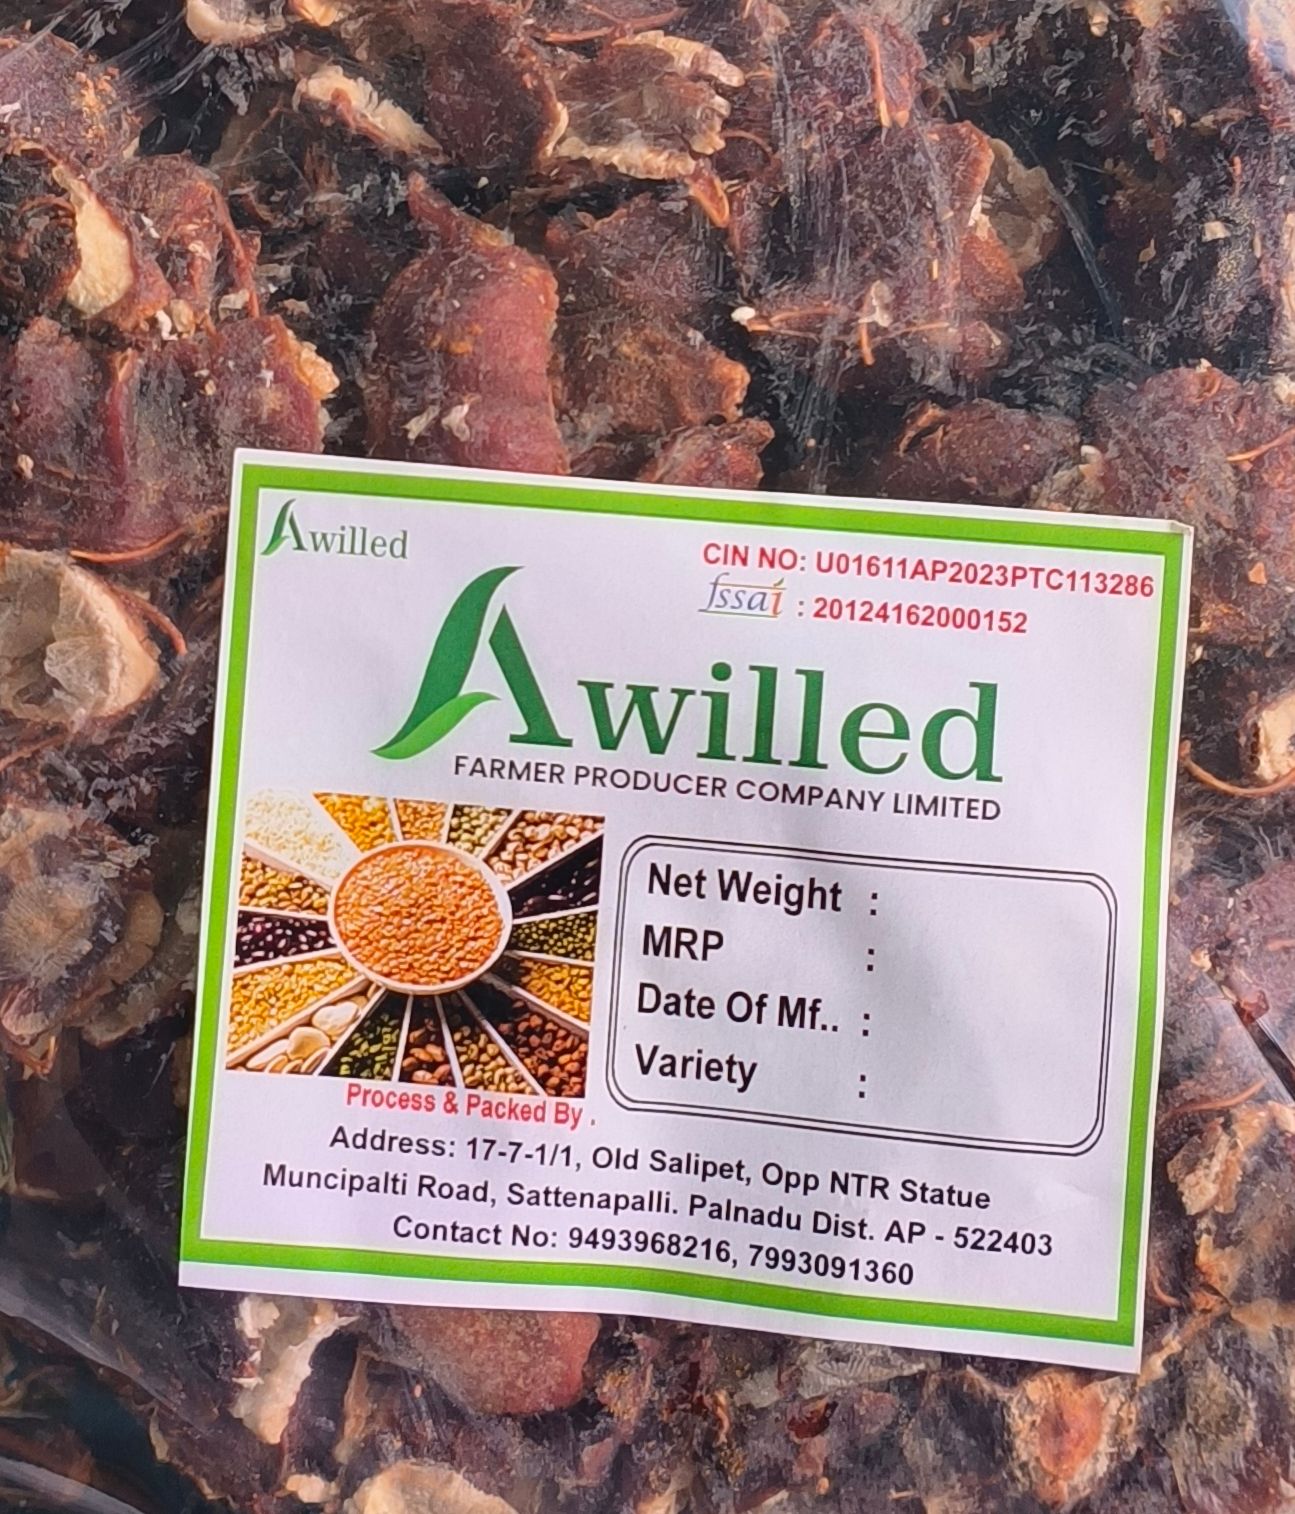 Awilled
CIN NO: U01611AP2023PTC113286
fssai : 20124162000152
Awilled
FARMER PRODUCER COMPANY LIMITED
Net Weight :
MRP :
Date Of Mf.. :
Variety :
Process & Packed By .
Address: 17-7-1/1, Old Salipet, Opp NTR Statue
Muncipalti Road, Sattenapalli. Palnadu Dist. AP - 522403
Contact No: 9493968216, 7993091360